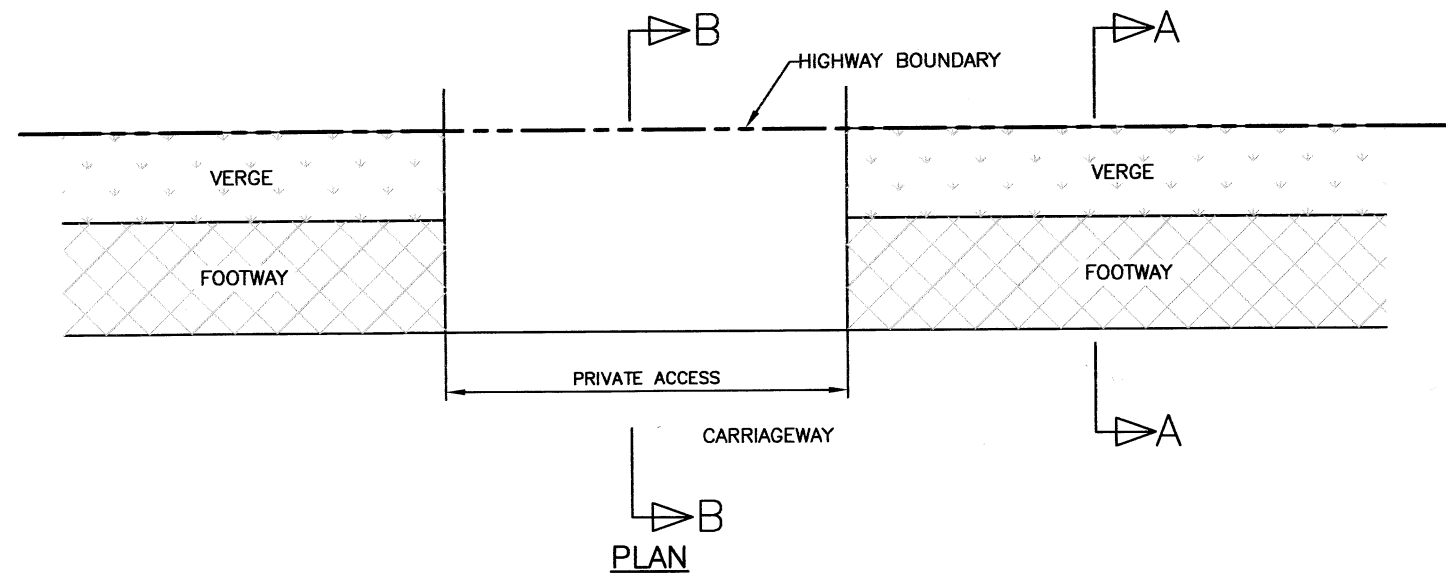 B
A
HIGHWAY BOUNDARY
VERGE
VERGE
FOOTWAY
FOOTWAY
PRIVATE ACCESS
CARRIAGEWAY
A
B
PLAN